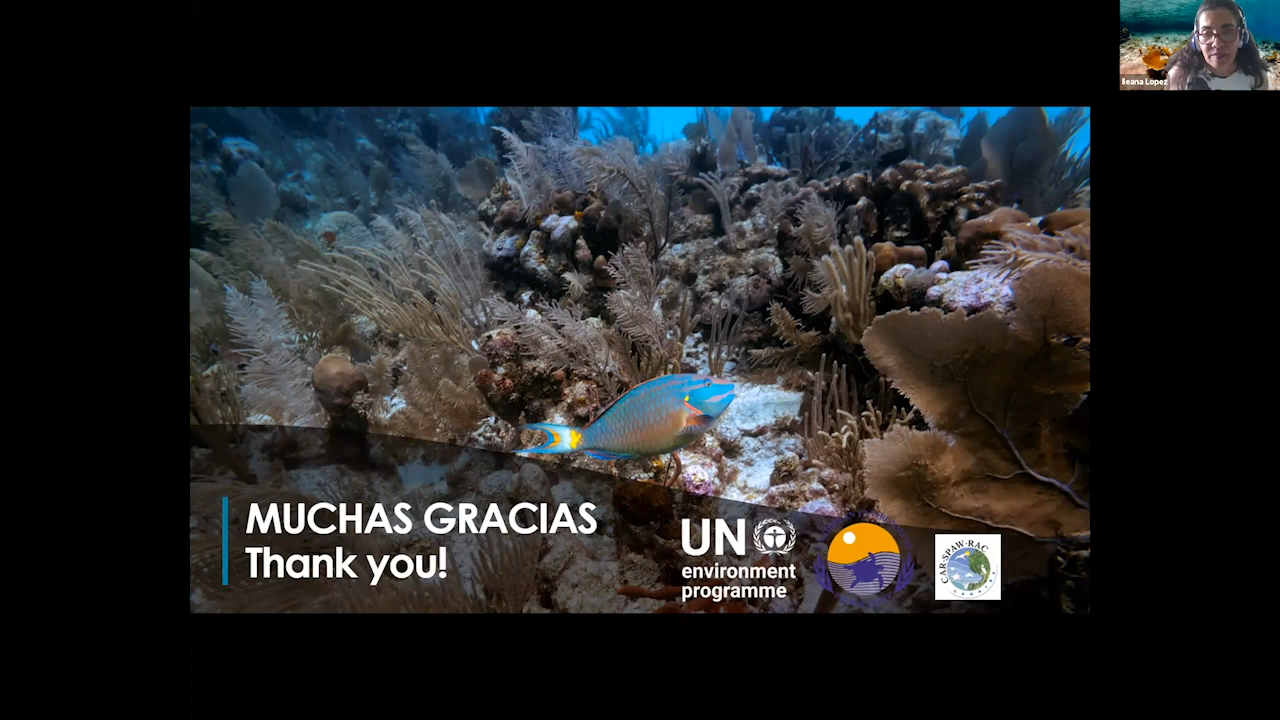 Ileana Lopez
MUCHAS GRACIAS
Thank you!
UN
environment
programme
CAR-SPAW-RAC